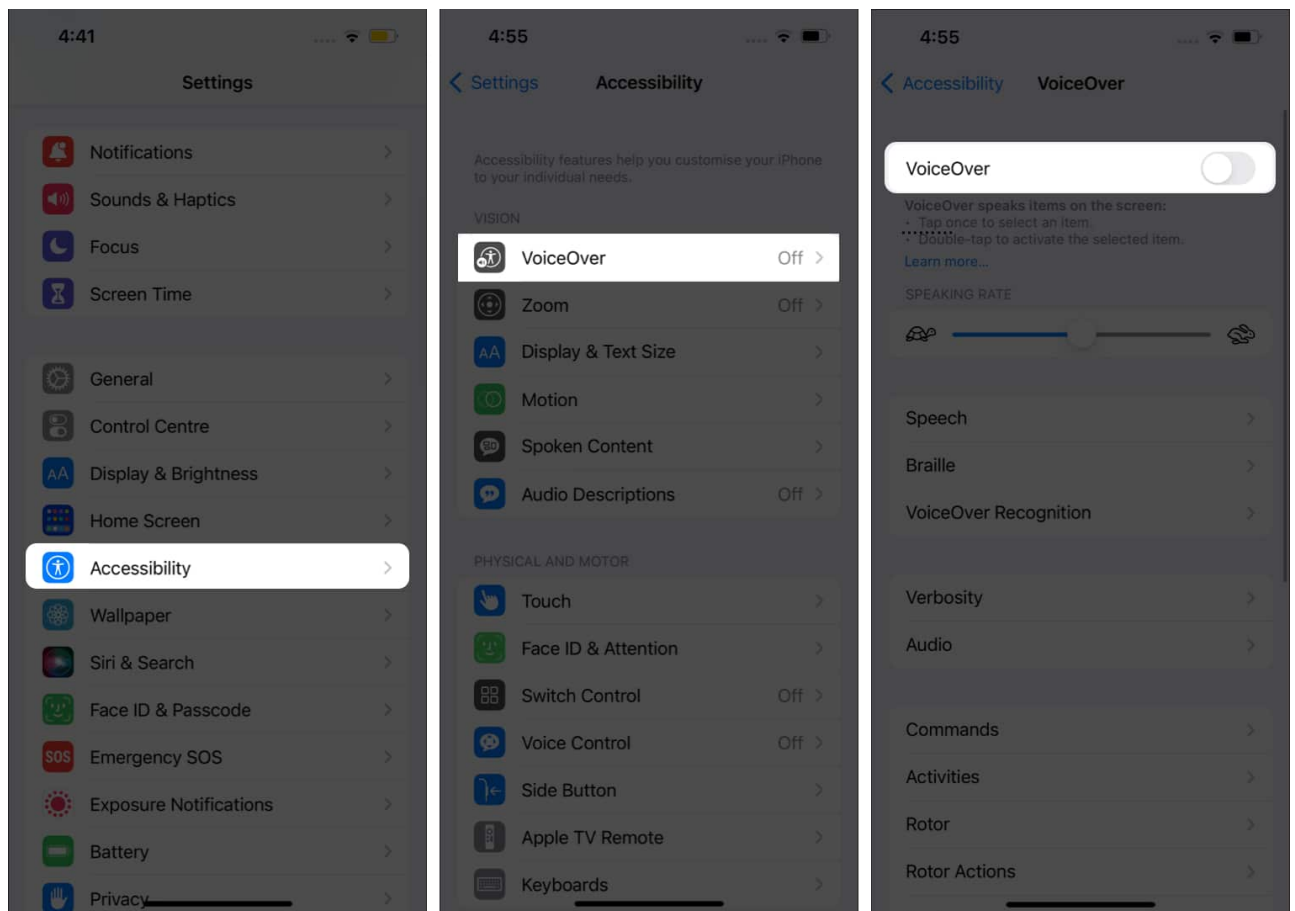 4:41
Settings
Notifications
Sounds & Haptics
Focus
Screen Time
General
Control Centre
Display & Brightness
Home Screen
Accessibility
Wallpaper
Siri & Search
Face ID & Passcode
SOS Emergency SOS
Exposure Notifications
Battery
Privacy
4:55
Settings Accessibility
Accessibility features help you customise your iPhone
to your individual needs.
VISION
VoiceOver Off
Zoom Off
AA Display & Text Size
Motion
Spoken Content
Audio Descriptions Off
PHYSICAL AND MOTOR
Touch
Face ID & Attention
Switch Control Off
Voice Control Off
Side Button
Apple TV Remote
Keyboards
4:55
Accessibility VoiceOver
VoiceOver
VoiceOver speaks items on the screen:
· Tap once to select an item.
· Double-tap to activate the selected item.
Learn more...
SPEAKING RATE
Speech
Braille
VoiceOver Recognition
Verbosity
Audio
Commands
Activities
Rotor
Rotor Actions